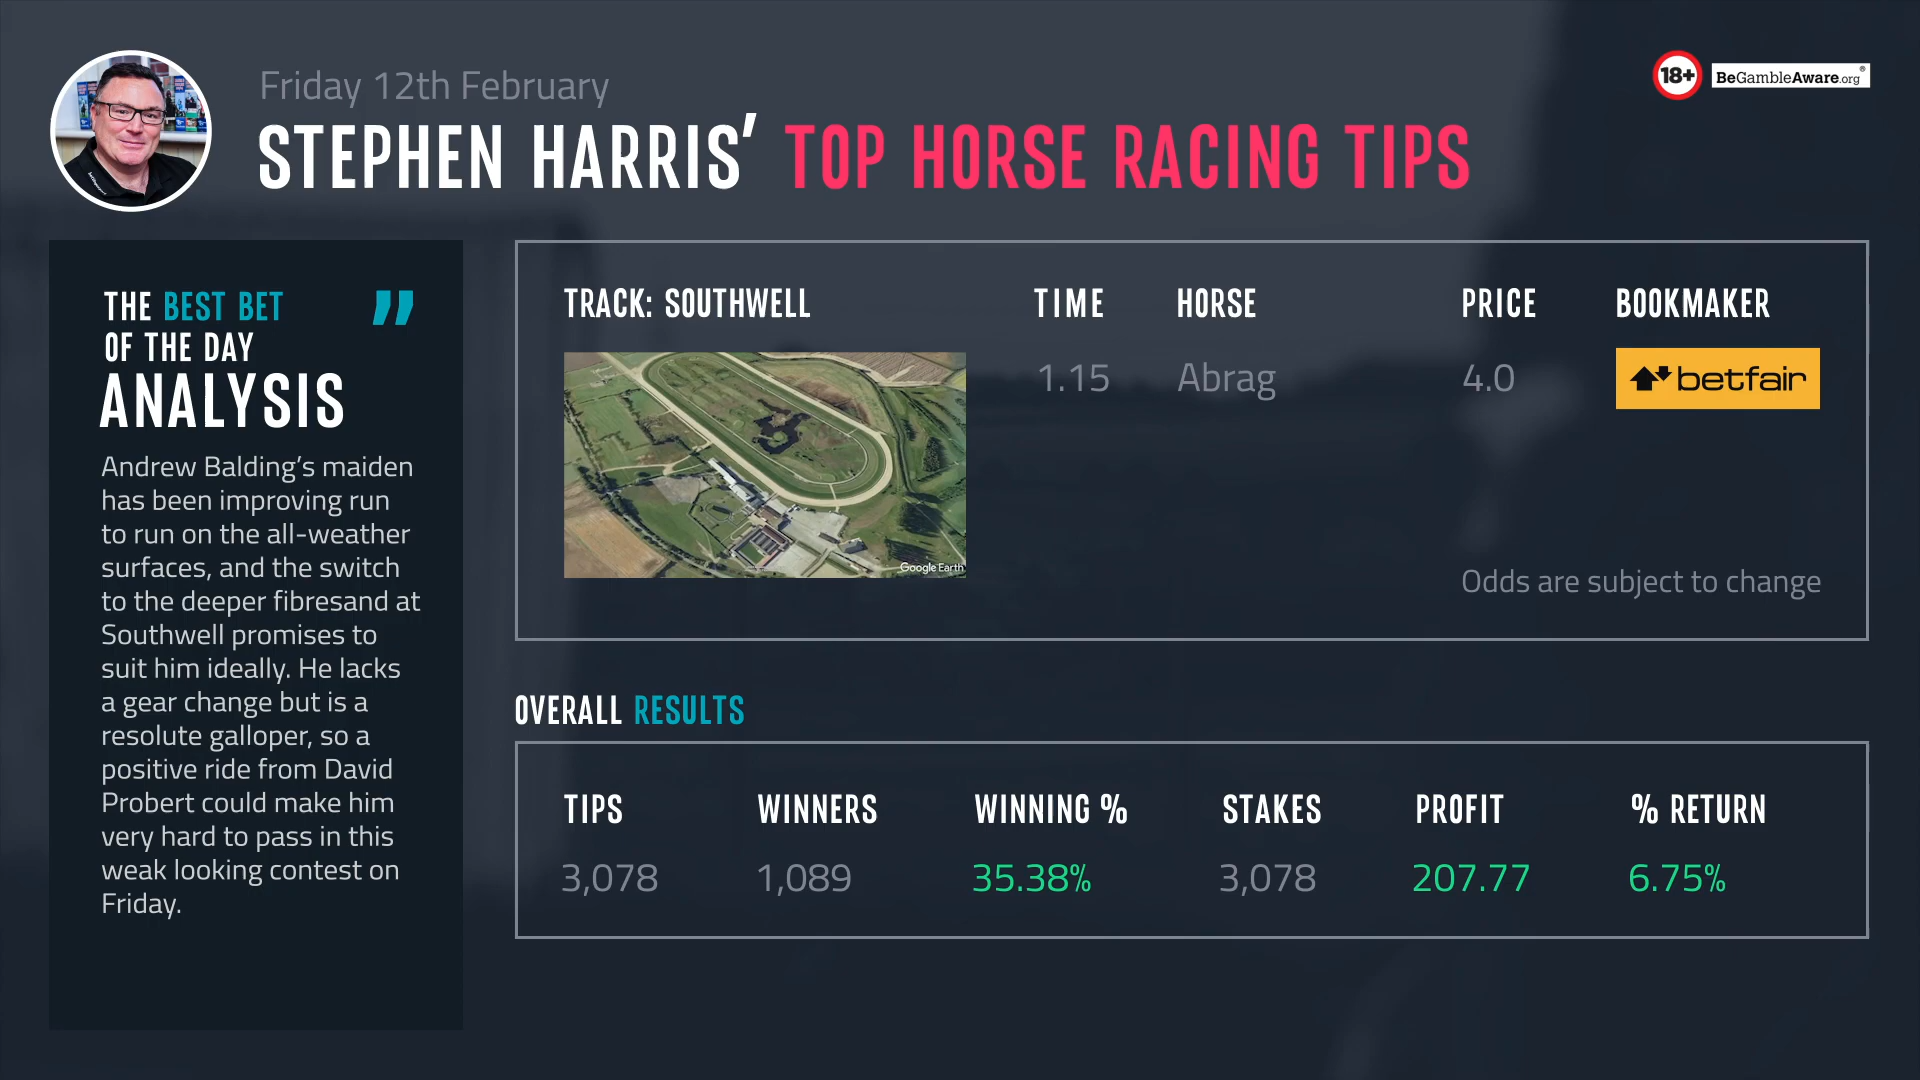 Friday 12th February
STEPHEN HARRIS' TOP HORSE RACING TIPS
18+ BeGambleAware.org®
THE BEST BET
OF THE DAY
ANALYSIS
”
Andrew Balding’s maiden
has been improving run
to run on the all-weather
surfaces, and the switch
to the deeper fibresand at
Southwell promises to
suit him ideally. He lacks
a gear change but is a
resolute galloper, so a
positive ride from David
Probert could make him
very hard to pass in this
weak looking contest on
Friday.
TRACK: SOUTHWELL TIME HORSE PRICE BOOKMAKER
1.15 Abrag 4.0 betfair
Google Earth
Odds are subject to change
OVERALL RESULTS
TIPS WINNERS WINNING % STAKES PROFIT % RETURN
3,078 1,089 35.38% 3,078 207.77 6.75%